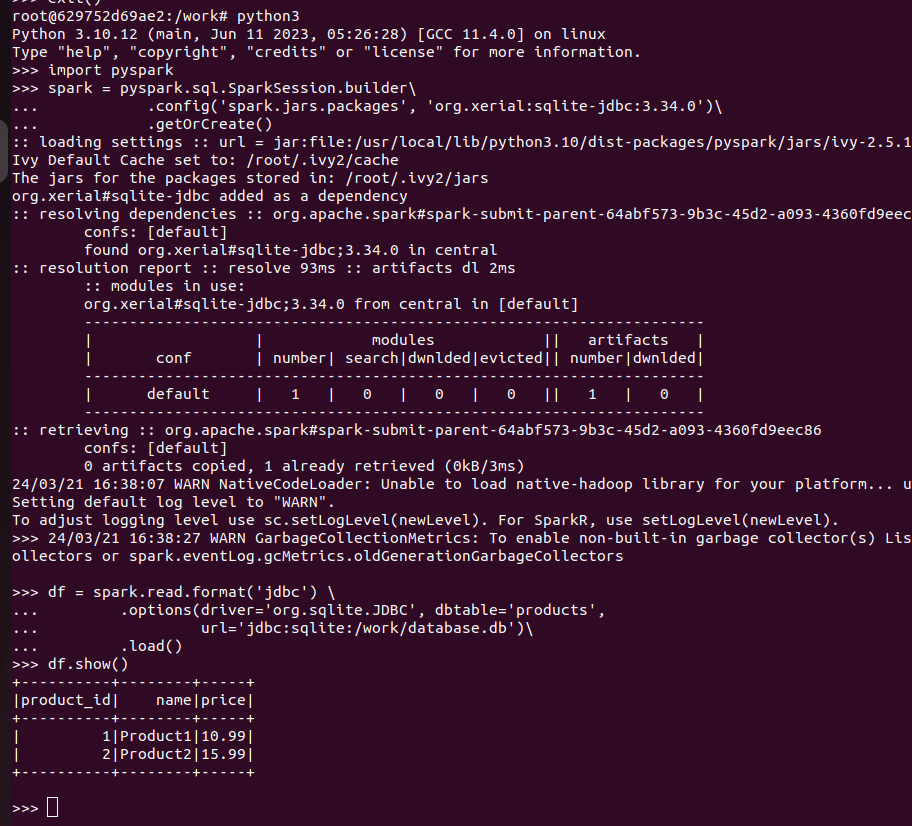 >>> exit()
root@629752d69ae2:/work# python3
Python 3.10.12 (main, Jun 11 2023, 05:26:28) [GCC 11.4.0] on linux
Type "help", "copyright", "credits" or "license" for more information.
>>> import pyspark
>>> spark = pyspark.sql.SparkSession.builder\
...             .config('spark.jars.packages', 'org.xerial:sqlite-jdbc:3.34.0')\
...             .getOrCreate()
:: loading settings :: url = jar:file:/usr/local/lib/python3.10/dist-packages/pyspark/jars/ivy-2.5.1
Ivy Default Cache set to: /root/.ivy2/cache
The jars for the packages stored in: /root/.ivy2/jars
org.xerial#sqlite-jdbc added as a dependency
:: resolving dependencies :: org.apache.spark#spark-submit-parent-64abf573-9b3c-45d2-a093-4360fd9eec
        confs: [default]
        found org.xerial#sqlite-jdbc;3.34.0 in central
:: resolution report :: resolve 93ms :: artifacts dl 2ms
        :: modules in use:
        org.xerial#sqlite-jdbc;3.34.0 from central in [default]
        ---------------------------------------------------------------------
        |                  |            modules            ||   artifacts   |
        |       conf       | number| search|dwnlded|evicted|| number|dwnlded|
        ---------------------------------------------------------------------
        |      default     |   1   |   0   |   0   |   0   ||   1   |   0   |
        ---------------------------------------------------------------------
:: retrieving :: org.apache.spark#spark-submit-parent-64abf573-9b3c-45d2-a093-4360fd9eec86
        confs: [default]
        0 artifacts copied, 1 already retrieved (0kB/3ms)
24/03/21 16:38:07 WARN NativeCodeLoader: Unable to load native-hadoop library for your platform... u
Setting default log level to "WARN".
To adjust logging level use sc.setLogLevel(newLevel). For SparkR, use setLogLevel(newLevel).
>>> 24/03/21 16:38:27 WARN GarbageCollectionMetrics: To enable non-built-in garbage collector(s) Lis
ollectors or spark.eventLog.gcMetrics.oldGenerationGarbageCollectors
>>> df = spark.read.format('jdbc') \
...         .options(driver='org.sqlite.JDBC', dbtable='products',
...                  url='jdbc:sqlite:/work/database.db')\
...         .load()
>>> df.show()
+----------+--------+-----+
|product_id|    name|price|
+----------+--------+-----+
|         1|Product1|10.99|
|         2|Product2|15.99|
+----------+--------+-----+
>>>